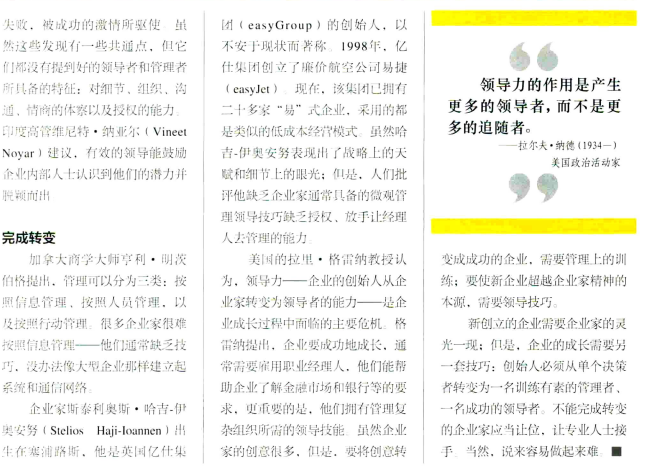 失败，被成功的激情所驱使。虽
然这些发现有一些共通点，但它
们都没有提到好的领导者和管理者
所具备的特征：对细节、组织、沟
通、情商的体察以及授权的能力。
印度高管维尼特·纳亚尔（Vineet
Noyar）建议，有效的领导能鼓励
企业内部人士认识到他们的潜力并
脱颖而出。
完成转变
加拿大商学大师亨利·明茨
伯格提出，管理可以分为三类：按
照信息管理、按照人员管理，以
及按照行动管理。很多企业家很难
按照信息管理——他们通常缺乏技
巧，没办法像大型企业那样建立起
系统和通信网络。
企业家斯泰利奥斯·哈吉-伊
奥安努（Stelios Haji-Ioannen）出
生在塞浦路斯，他是英国亿仕集
团（easyGroup）的创始人，以
不安于现状而著称。1998年，亿
仕集团创立了廉价航空公司易捷
（easyJet）。现在，该集团已拥有
二十多家“易”式企业，采用的都
是类似的低成本经营模式。虽然哈
吉-伊奥安努表现出了战略上的天
赋和细节上的眼光；但是，人们批
评他缺乏企业家通常具备的微观管
理领导技巧缺乏授权、放手让经理
人去管理的能力。
美国的拉里·格雷纳教授认
为，领导力——企业的创始人从企
业家转变为领导者的能力——是企
业成长过程中面临的主要危机。格
雷纳提出，企业要成功地成长，通
常需要雇用职业经理人，他们能帮
助企业了解金融市场和银行等的要
求，更重要的是，他们拥有管理复
杂组织所需的领导技能。虽然企业
家的创意很多，但是，要将创意转
“
领导力的作用是产生
更多的领导者，而不是更
多的追随者。
——拉尔夫·纳德（1934—）
美国政治活动家
”
变成成功的企业，需要管理上的训
练；要使新企业超越企业家精神的
本源，需要领导技巧。
新创立的企业需要企业家的灵
光一现；但是，企业的成长需要另
一套技巧：创始人必须从单个决策
者转变为一名训练有素的管理者、
一名成功的领导者。不能完成转变
的企业家应当让位，让专业人士接
手。当然，说来容易做起来难。■